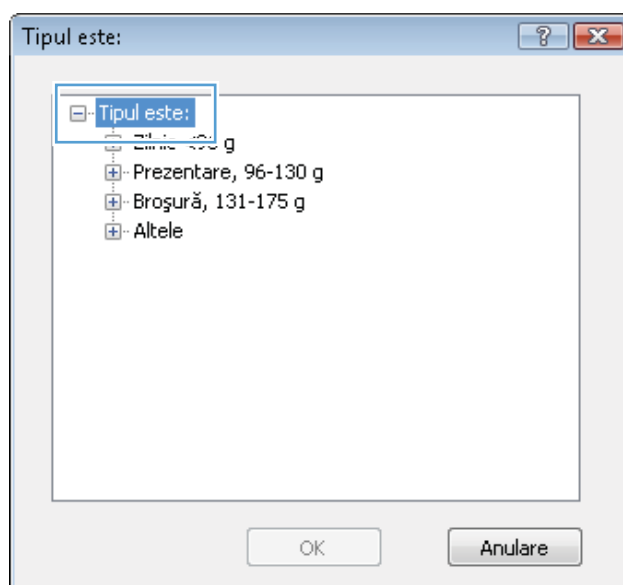 Tipul este:
Tipul este:
g
Prezentare, 96-130 g
Broşură, 131-175 g
Altele
OK
Anulare